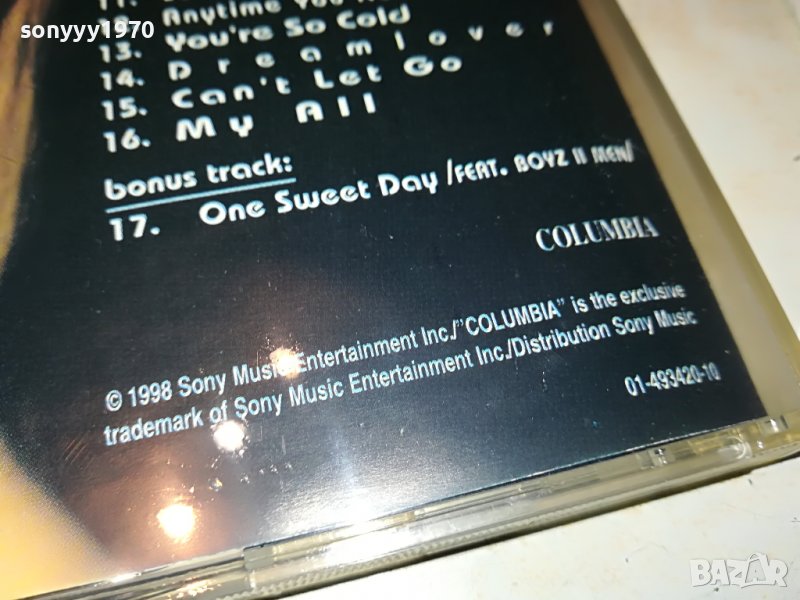 sonyyy1970
Anytime You
13. You're So Cold
14. Dreamlover
15. Can't Let Go
16. My All
bonus track:
17. One Sweet Day /FEAT. BOYZ II MEN/
COLUMBIA
© 1998 Sony Music Entertainment Inc./"COLUMBIA" is the exclusive
trademark of Sony Music Entertainment Inc./Distribution Sony Music
01-493420-10
BAZAR